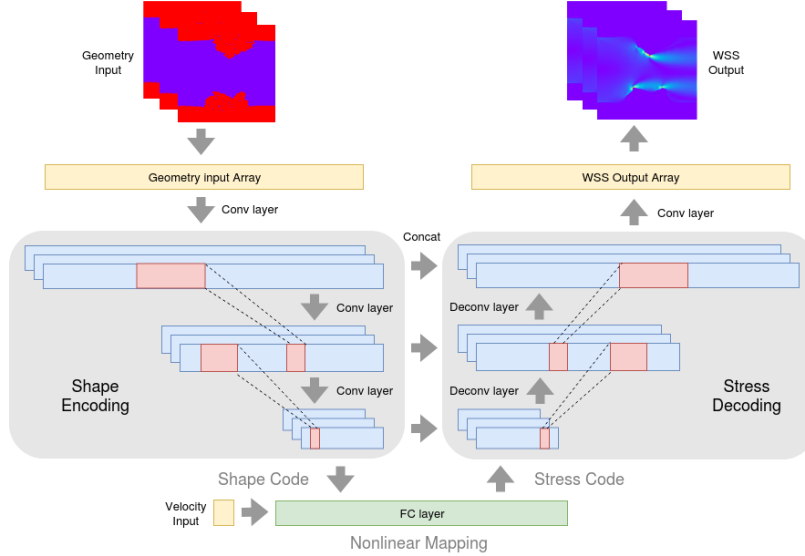 Geometry
Input
WSS
Output
Geometry input Array
WSS Output Array
Conv layer
Conv layer
Concat
Conv layer
Deconv layer
Shape
Encoding
Conv layer
Deconv layer
Stress
Decoding
Shape Code
Stress Code
Velocity
Input
FC layer
Nonlinear Mapping